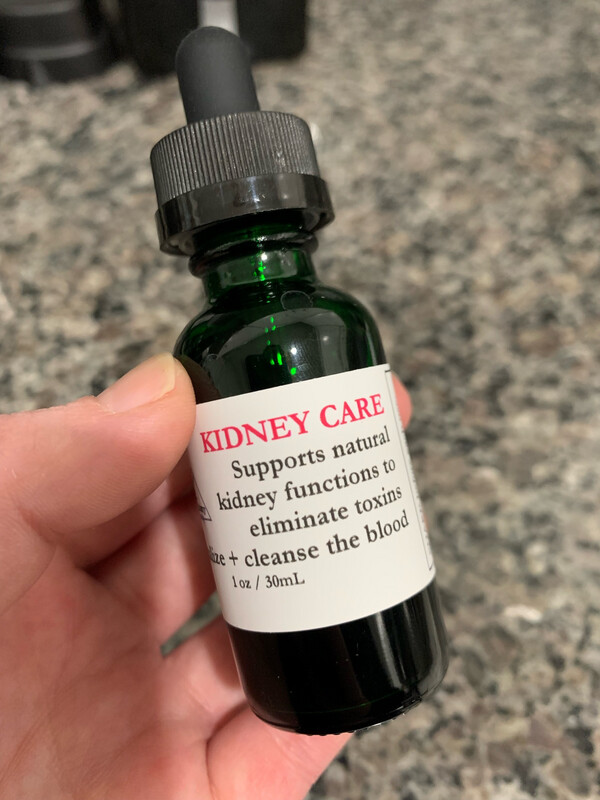 KIDNEY CARE
Supports natural
kidney functions to
eliminate toxins
+ cleanse the blood
1 oz / 30mL